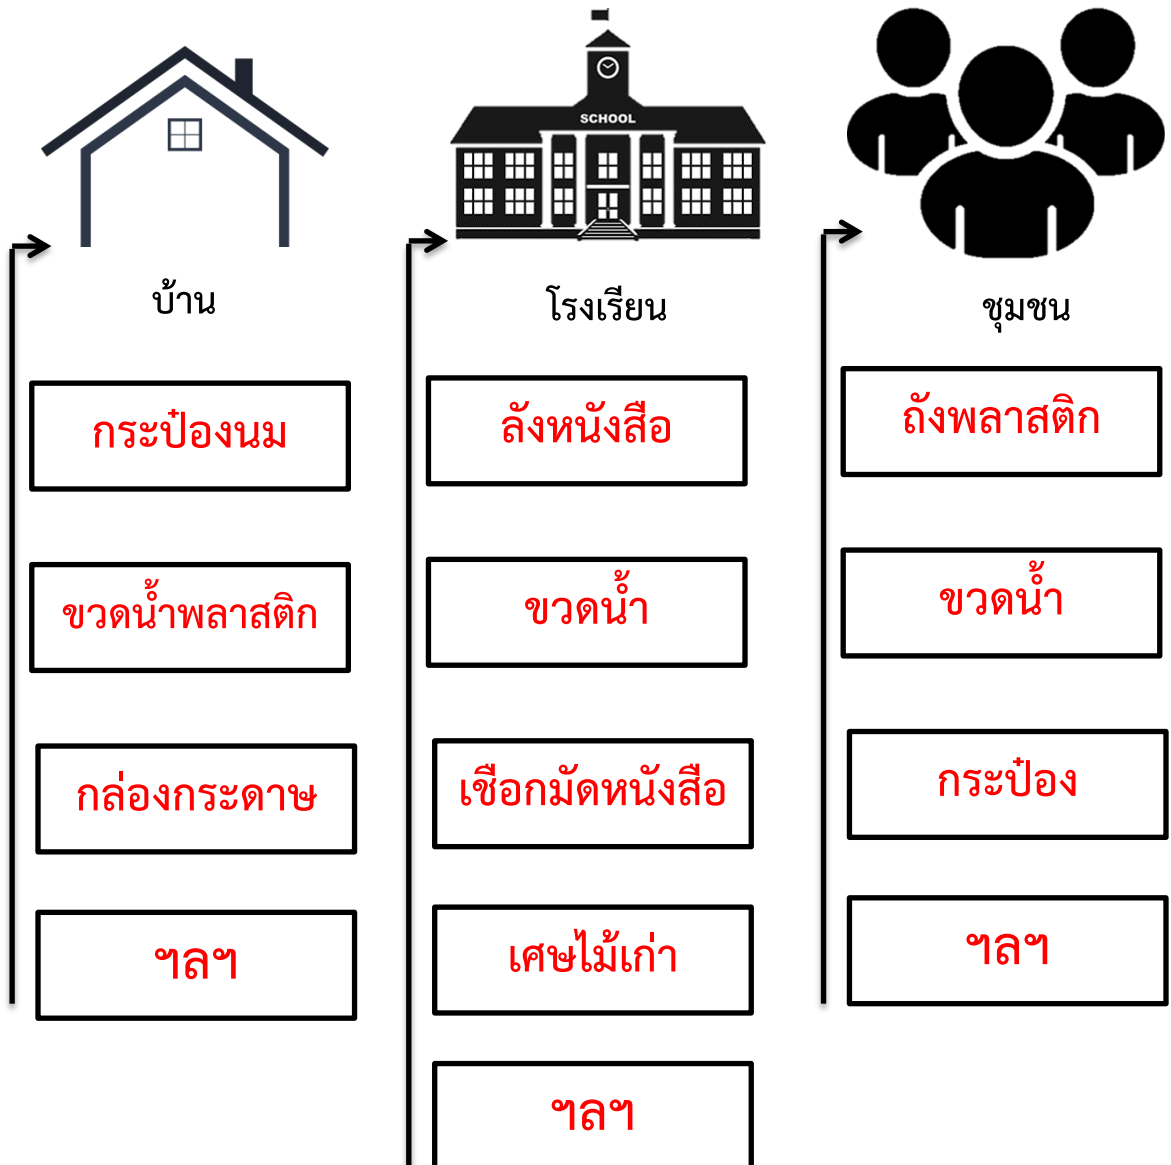 SCHOOL
บ้าน
กระป๋องนม
ขวดน้ำพลาสติก
กล่องกระดาษ
ฯลฯ
โรงเรียน
ลังหนังสือ
ขวดน้ำ
เชือกมัดหนังสือ
เศษไม้เก่า
ฯลฯ
ชุมชน
ถังพลาสติก
ขวดน้ำ
กระป๋อง
ฯลฯ